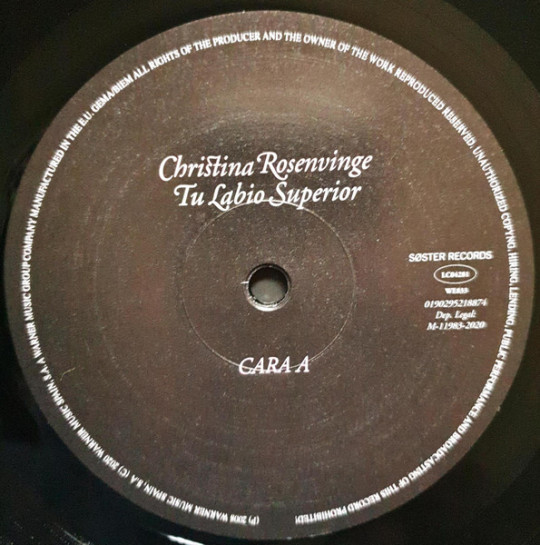 Christina Rosenvinge
Tu Labio Superior
SØSTER RECORDS
LC04281
WE833
0190295218874
Dep. Legal:
M-11983-2020
CARA A
(P) 2008 WARNER MUSIC SPAIN, S.A (C) 2020 WARNER MUSIC SPAIN, S.A A WARNER MUSIC GROUP COMPANY MANUFACTURED IN THE E.U. GEMA/BIEM ALL RIGHTS OF THE PRODUCER AND THE OWNER OF THE WORK REPRODUCED RESERVED. UNAUTHORIZED COPYNG, HIRING, LENDING, PUBLIC PERFORMANCE AND BROADCASTING OF THIS RECORD PROHIBITED!